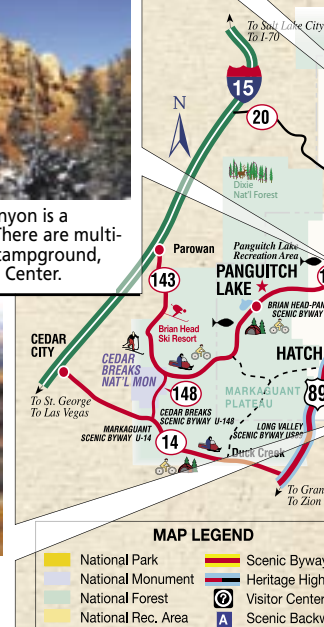 nyon is a
There are multi-
campground,
Center.
To Salt Lake City
To I-70
15
N
20
Dixie
Nat'l Forest
Parowan
Panguitch Lake
Recreation Area
143
PANGUITCH
LAKE
BRIAN HEAD-PAN
SCENIC BYWAY
Brian Head
Ski Resort
CEDAR
CITY
HATCH
CEDAR
BREAKS
NAT'L MON
148
MARKAGUANT
PLATEAU
89
To St. George
To Las Vegas
CEDAR BREAKS
SCENIC BYWAY U-148
MARKAGUANT
SCENIC BYWAY U-14
14
LONG VALLEY
SCENIC BYWAY US89
Duck Creek
To Gran
To Zion
MAP LEGEND
National Park
National Monument
National Forest
National Rec. Area
Scenic Byway
Heritage High
? Visitor Center
A Scenic Backw